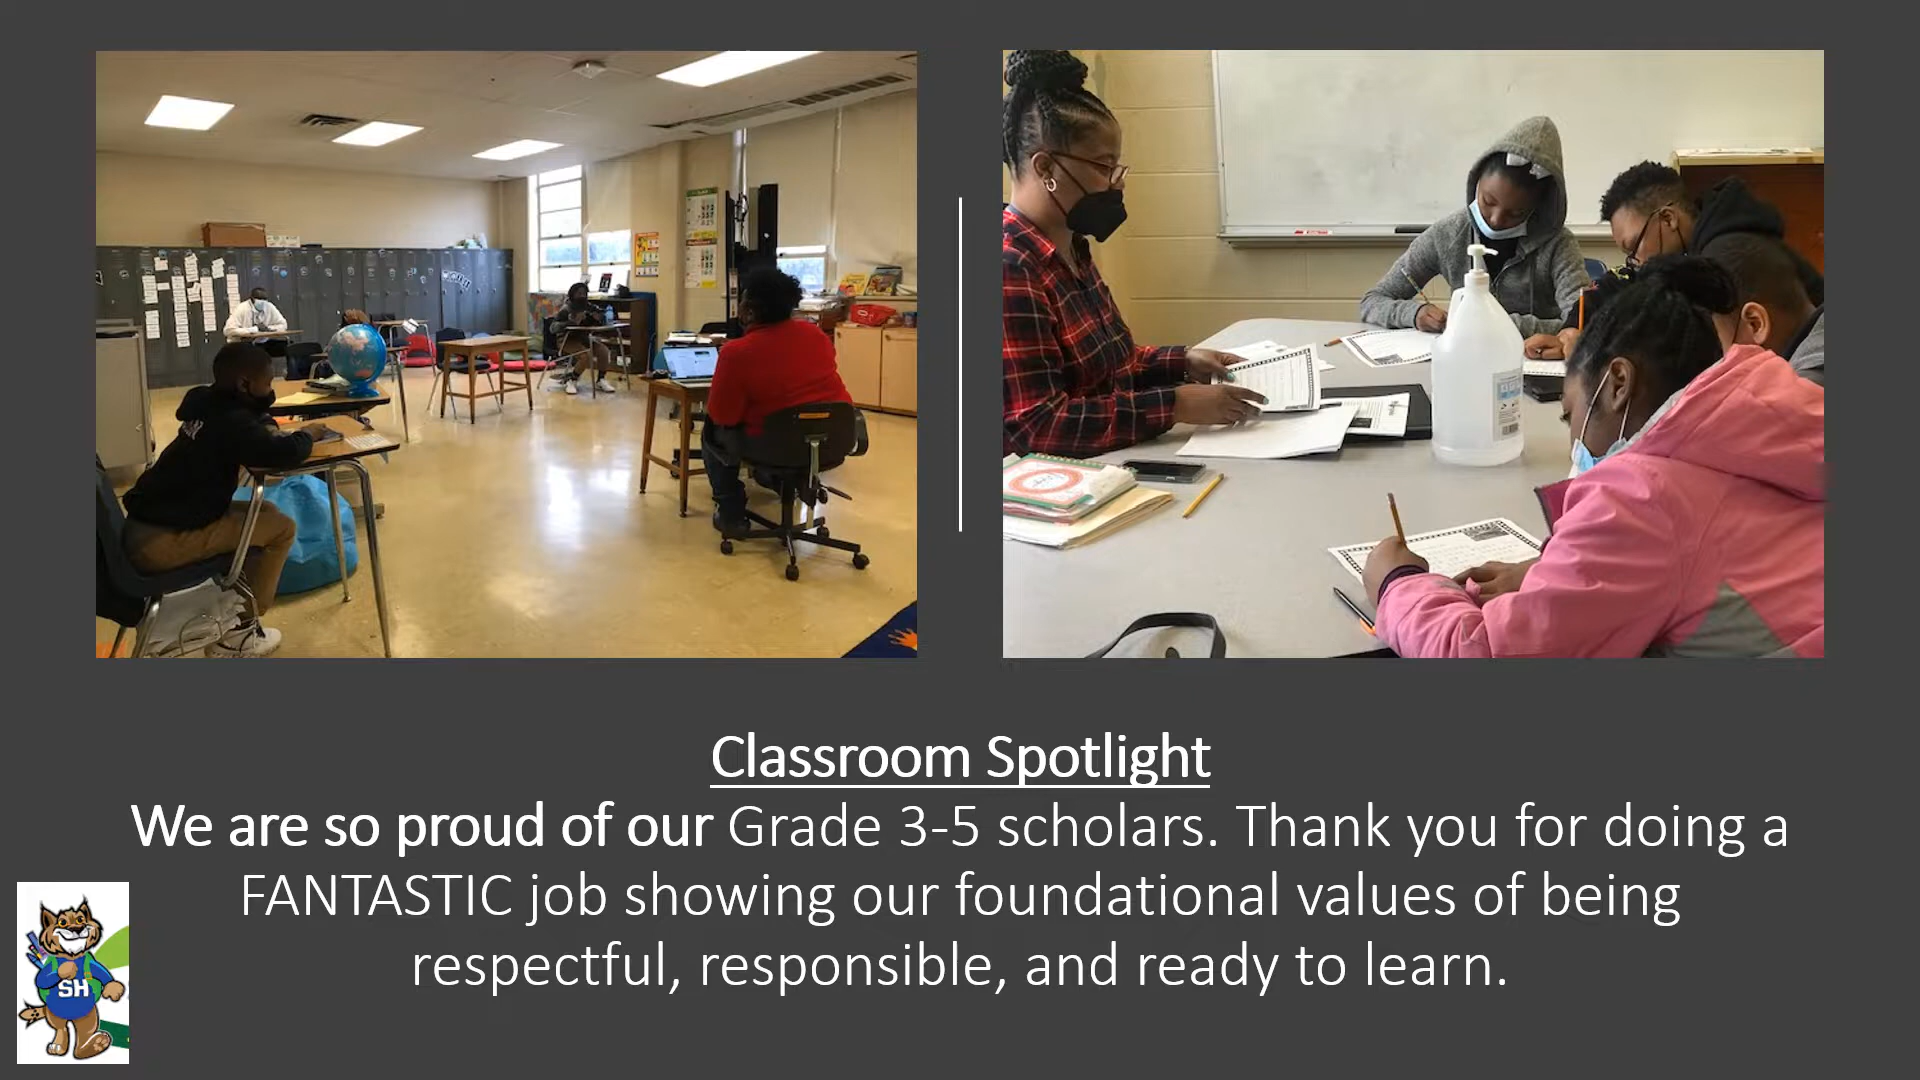 Classroom Spotlight
We are so proud of our Grade 3-5 scholars. Thank you for doing a
FANTASTIC job showing our foundational values of being
respectful, responsible, and ready to learn.
SH